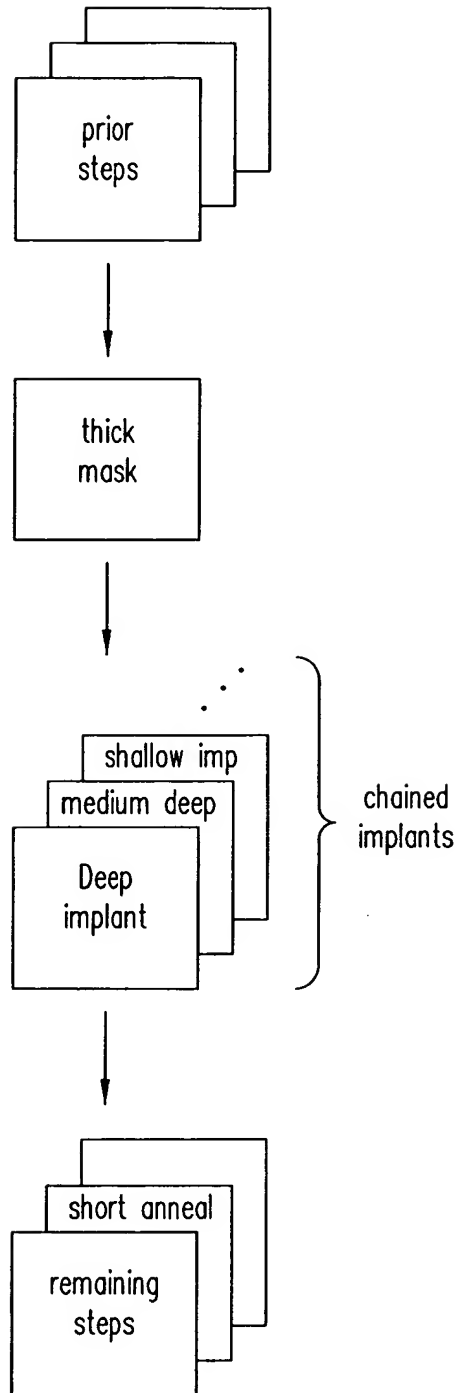 prior
steps
thick
mask
shallow imp
medium deep
Deep
implant
chained
implants
short anneal
remaining
steps